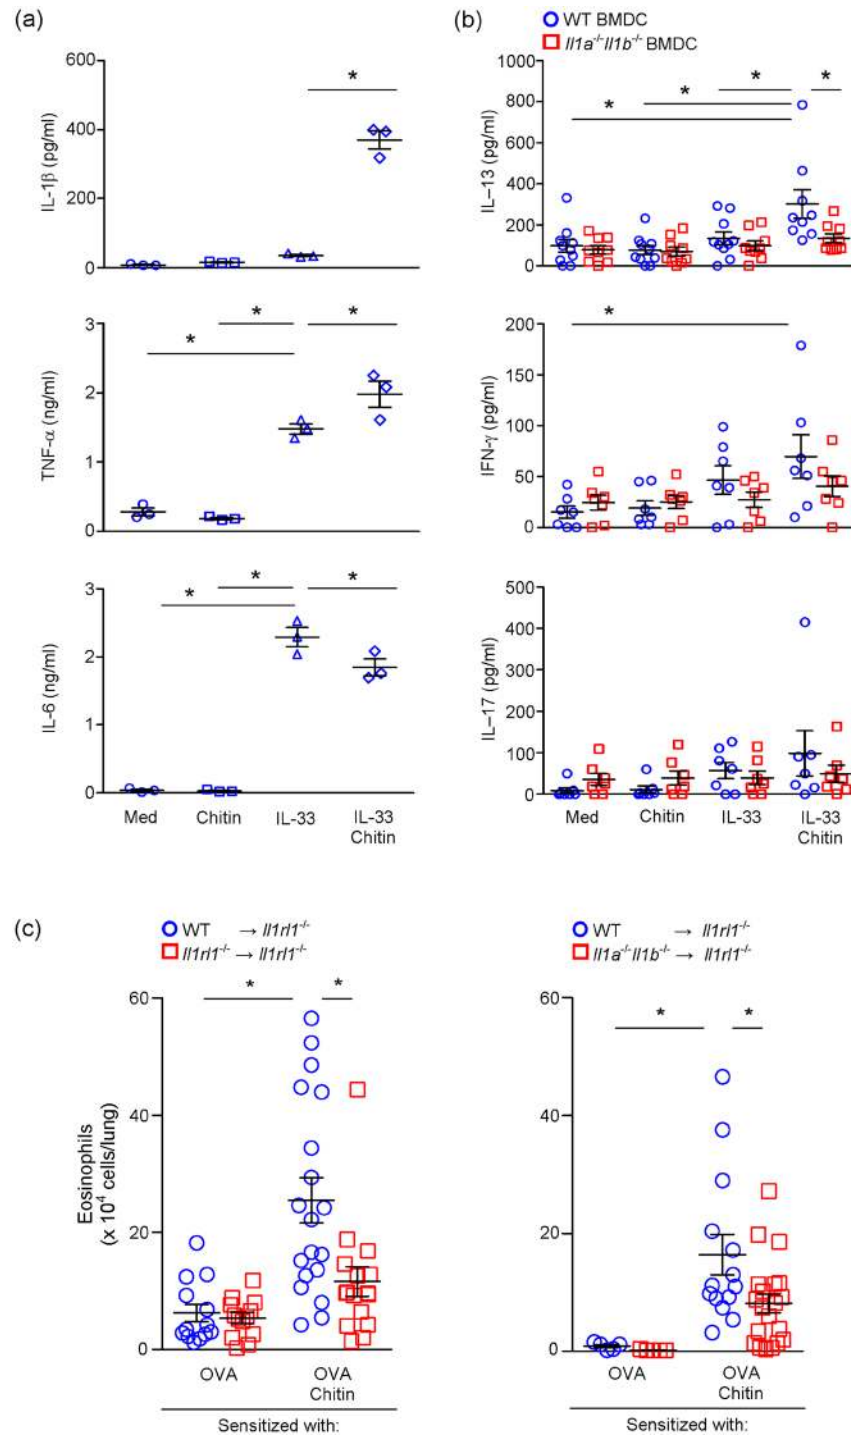 (a)
600
400
200
0
IL-1β (pg/ml)
*
3
2
1
0
TNF-α (ng/ml)
* * *
3
2
1
0
IL-6 (ng/ml)
* * *
Med Chitin IL-33 IL-33 Chitin
(b)
WT BMDC
Il1a-/-Il1b-/- BMDC
1000
800
600
400
200
0
IL–13 (pg/ml)
* * * *
200
150
100
50
0
IFN-γ (pg/ml)
*
500
400
300
200
100
0
IL–17 (pg/ml)
Med Chitin IL-33 IL-33 Chitin
(c)
WT → Il1rl1-/-
Il1rl1-/- → Il1rl1-/-
60
40
20
0
Eosinophils
(x 10⁴ cells/lung)
* *
OVA OVA Chitin
Sensitized with:
WT → Il1rl1-/-
Il1a-/-Il1b-/- → Il1rl1-/-
60
40
20
0
* *
OVA OVA Chitin
Sensitized with: